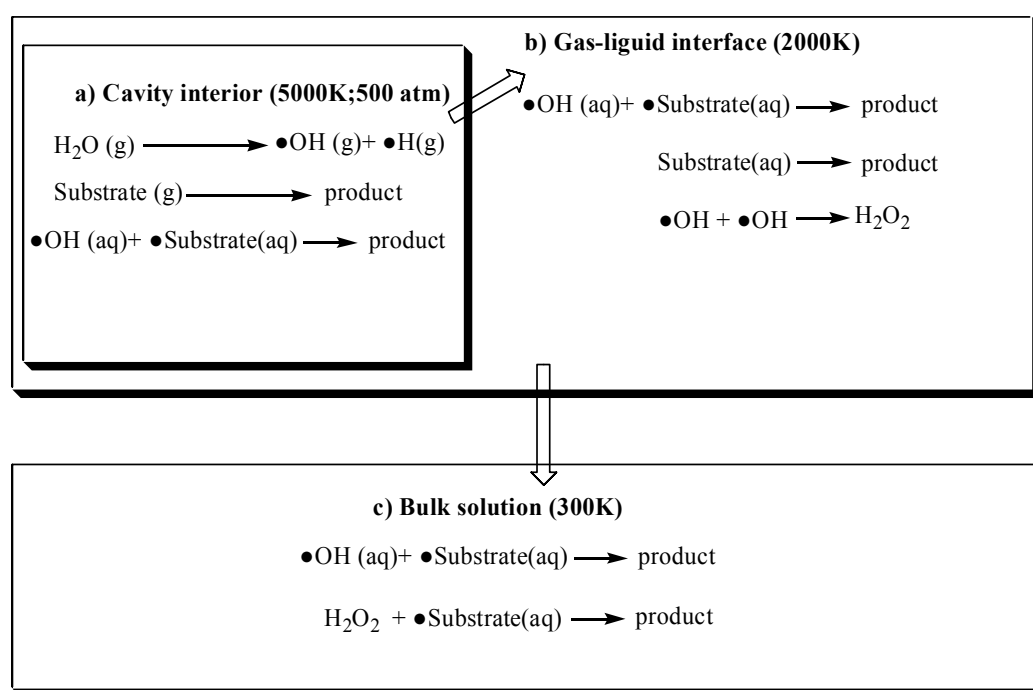 a) Cavity interior (5000K;500 atm)
H₂O (g) ⟶ ●OH (g)+ ●H(g)
Substrate (g) ⟶ product
●OH (aq)+ ●Substrate(aq) ⟶ product
b) Gas-liguid interface (2000K)
●OH (aq)+ ●Substrate(aq) ⟶ product
Substrate(aq) ⟶ product
●OH + ●OH ⟶ H₂O₂
c) Bulk solution (300K)
●OH (aq)+ ●Substrate(aq) ⟶ product
H₂O₂ + ●Substrate(aq) ⟶ product